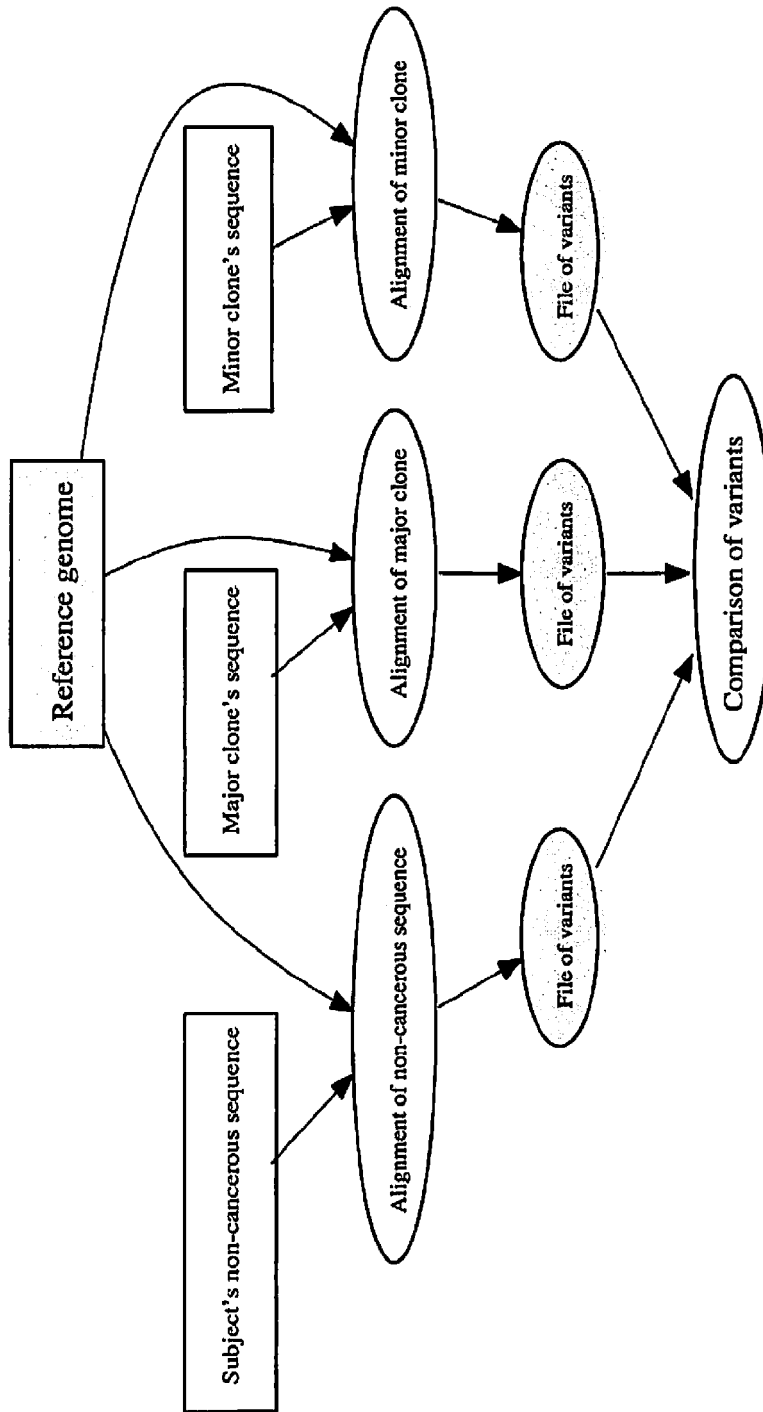 Reference genome
Subject's non-cancerous sequence
Major clone's sequence
Minor clone's sequence
Alignment of non-cancerous sequence
Alignment of major clone
Alignment of minor clone
File of variants
File of variants
File of variants
Comparison of variants